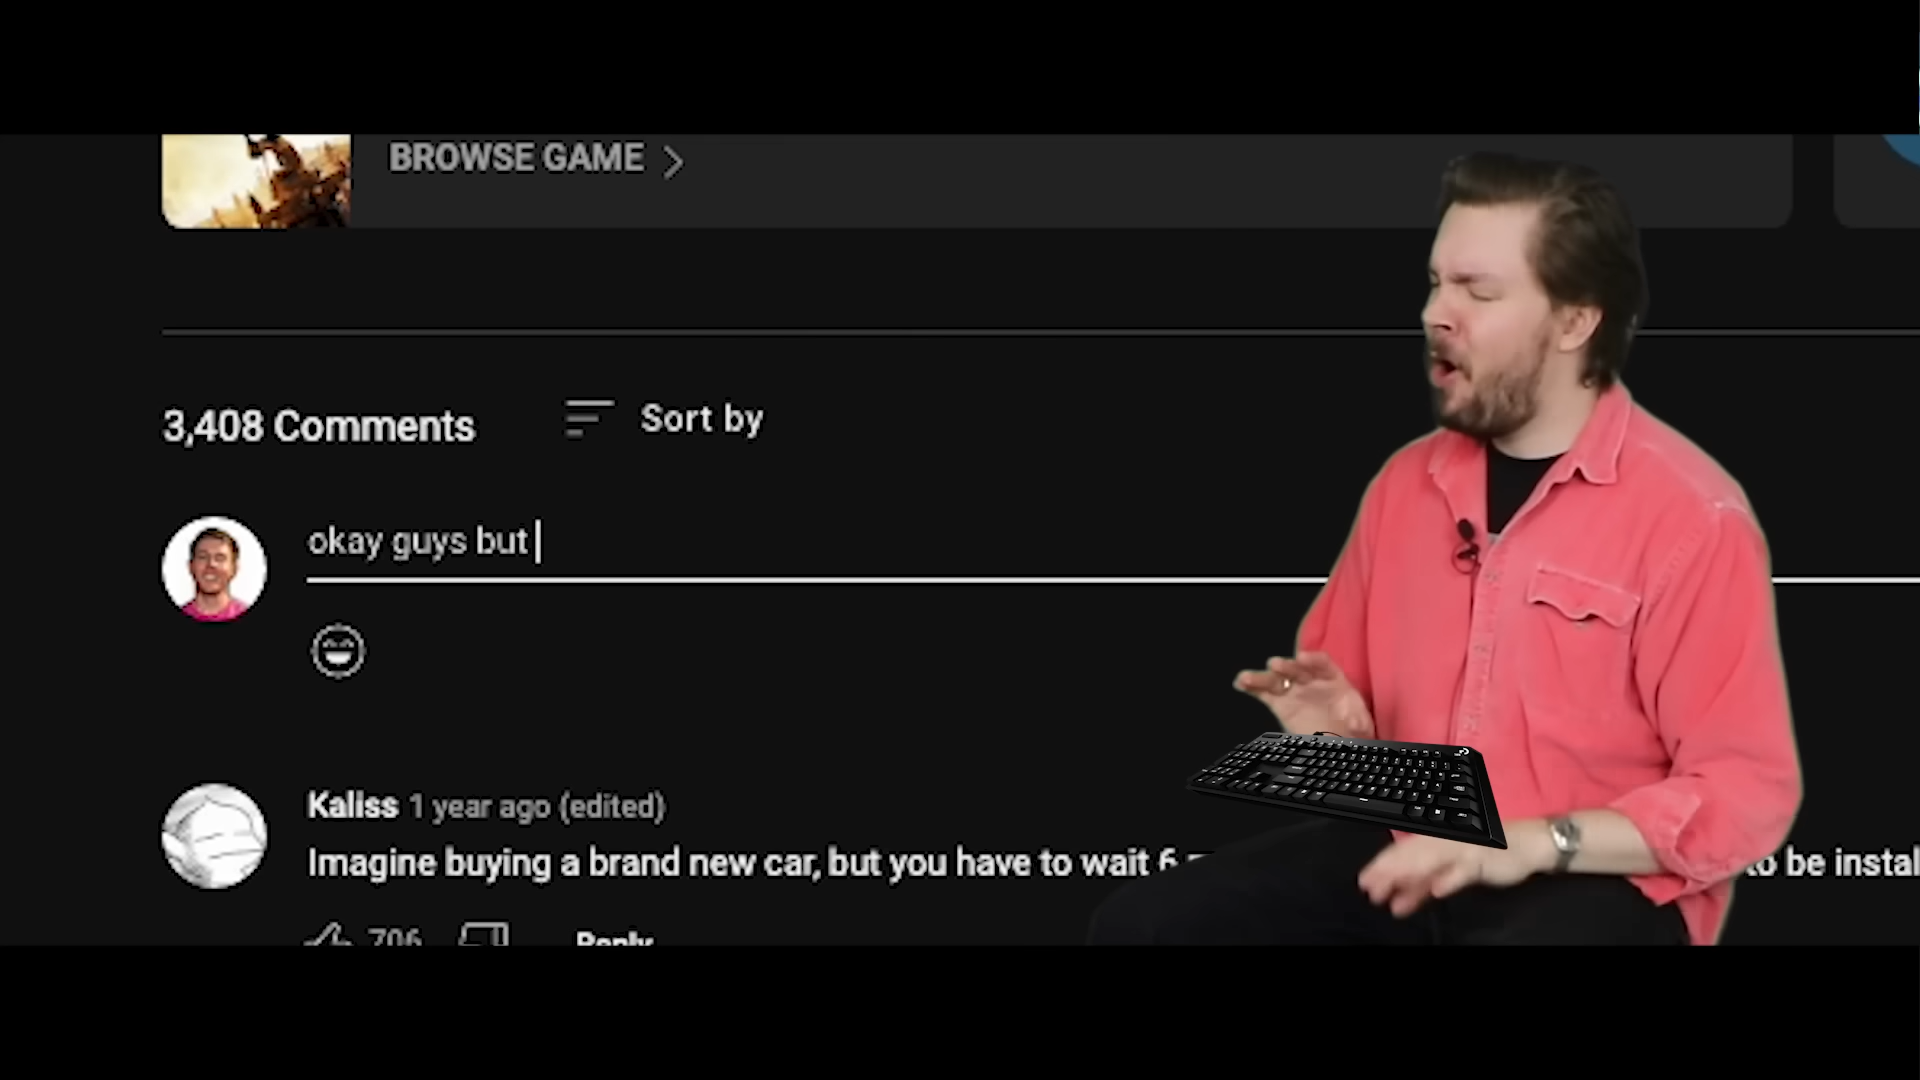 BROWSE GAME
3,408 Comments
Sort by
okay guys but
Kaliss 1 year ago (edited)
Imagine buying a brand new car, but you have to wait 6 to be instal
706
Reply